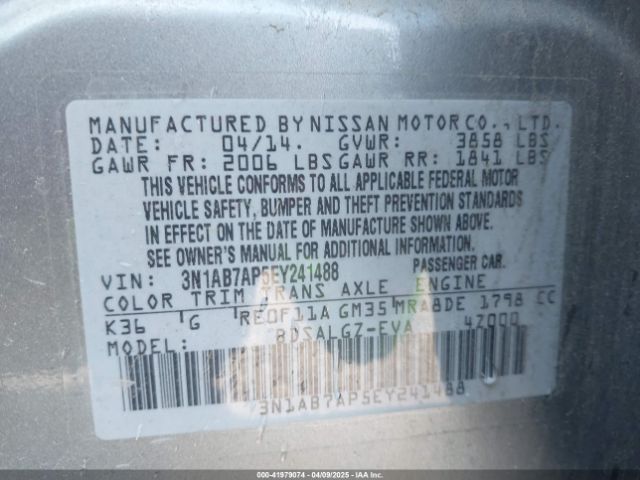 MANUFACTURED BY NISSAN MOTOR CO., LTD.
DATE: 04/14. GVWR: 3858 LBS
GAWR FR: 2006 LBS GAWR RR: 1841 LBS
THIS VEHICLE CONFORMS TO ALL APPLICABLE FEDERAL MOTOR
VEHICLE SAFETY, BUMPER AND THEFT PREVENTION STANDARDS
IN EFFECT ON THE DATE OF MANUFACTURE SHOWN ABOVE.
SEE OWNER'S MANUAL FOR ADDITIONAL INFORMATION.
VIN: 3N1AB7AP5EY241488 PASSENGER CAR.
COLOR TRIM TRANS AXLE ENGINE
K36 G RE0F11A GM35 MRA8DE 1798 CC
MODEL: BDSALGZ-EVA 4Z000
3N1AB7AP5EY241488
000-41979074 | 04/09/2025 - IAAI.COM